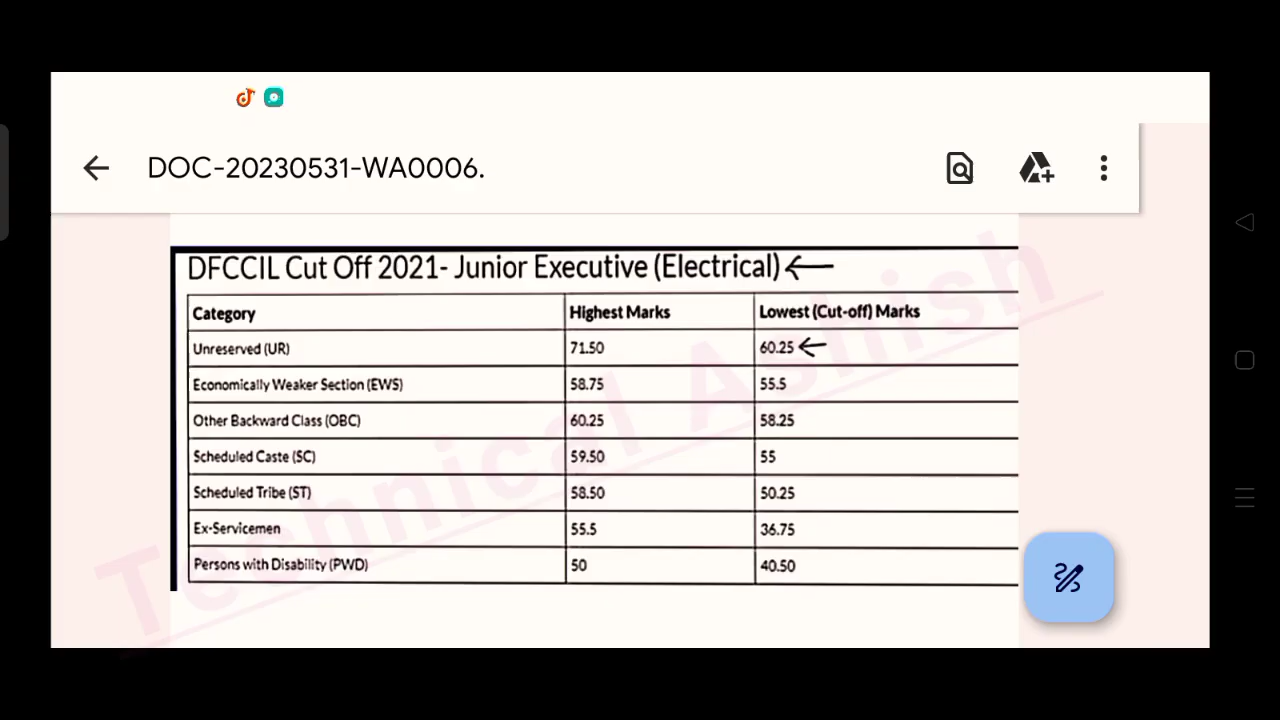 DOC-20230531-WA0006.
DFCCIL Cut Off 2021- Junior Executive (Electrical)
Category Highest Marks Lowest (Cut-off) Marks
Unreserved (UR) 71.50 60.25
Economically Weaker Section (EWS) 58.75 55.5
Other Backward Class (OBC) 60.25 58.25
Scheduled Caste (SC) 59.50 55
Scheduled Tribe (ST) 58.50 50.25
Ex-Servicemen 55.5 36.75
Persons with Disability (PWD) 50 40.50
Technical Ashish